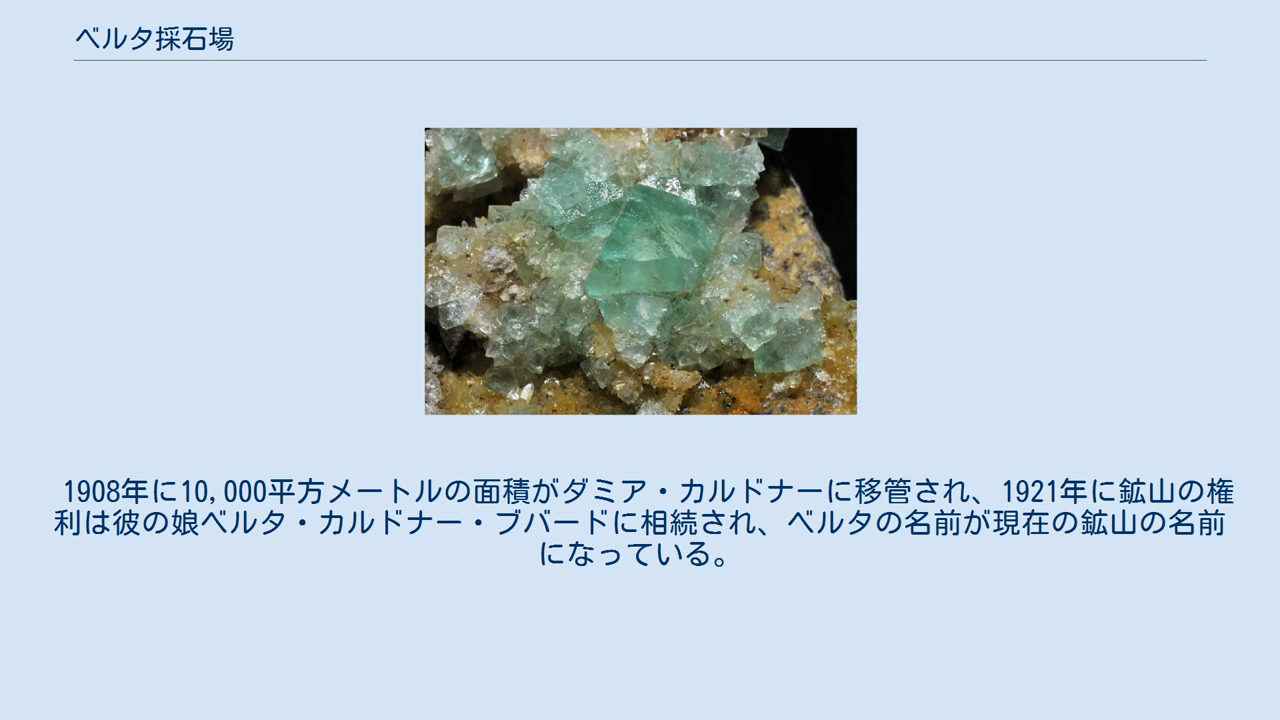 ベルタ採石場
1908年に10,000平方メートルの面積がダミア・カルドナーに移管され、1921年に鉱山の権
利は彼の娘ベルタ・カルドナー・ブバードに相続され、ベルタの名前が現在の鉱山の名前
になっている。